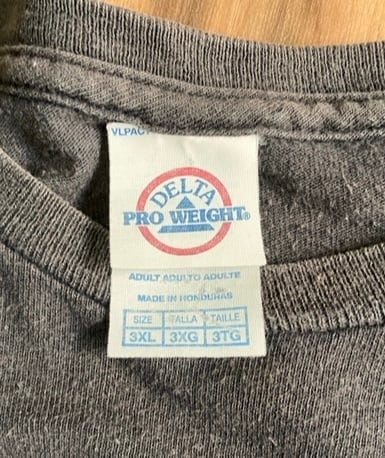 VLPAC
DELTA
PRO WEIGHT®
ADULT ADULTO ADULTE
MADE IN HONDURAS
SIZE TALLA TAILLE
3XL 3XG 3TG